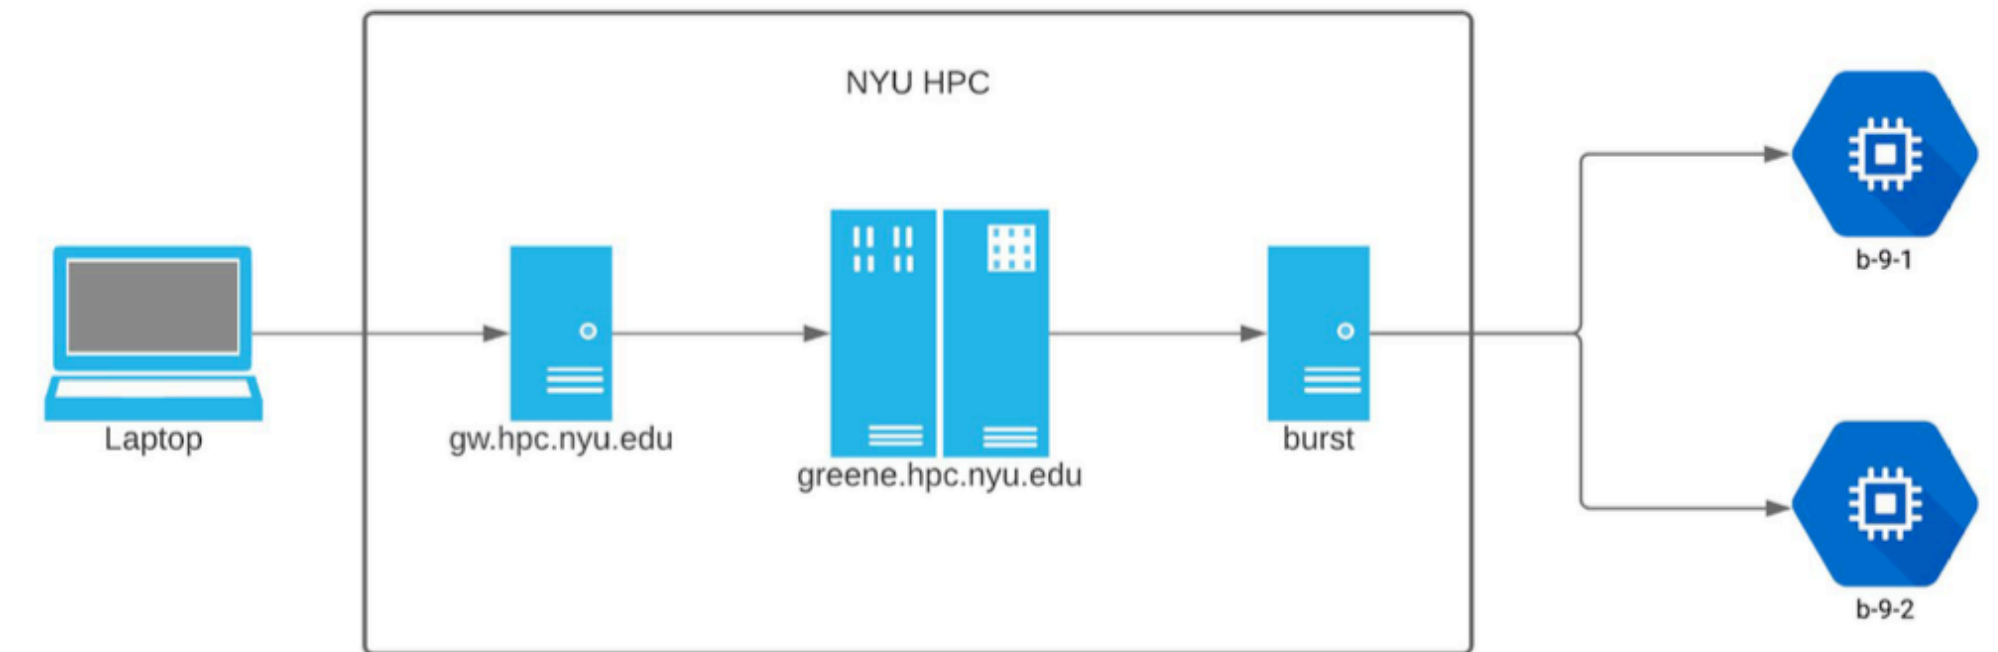 NYU HPC
Laptop
gw.hpc.nyu.edu
greene.hpc.nyu.edu
burst
b-9-1
b-9-2